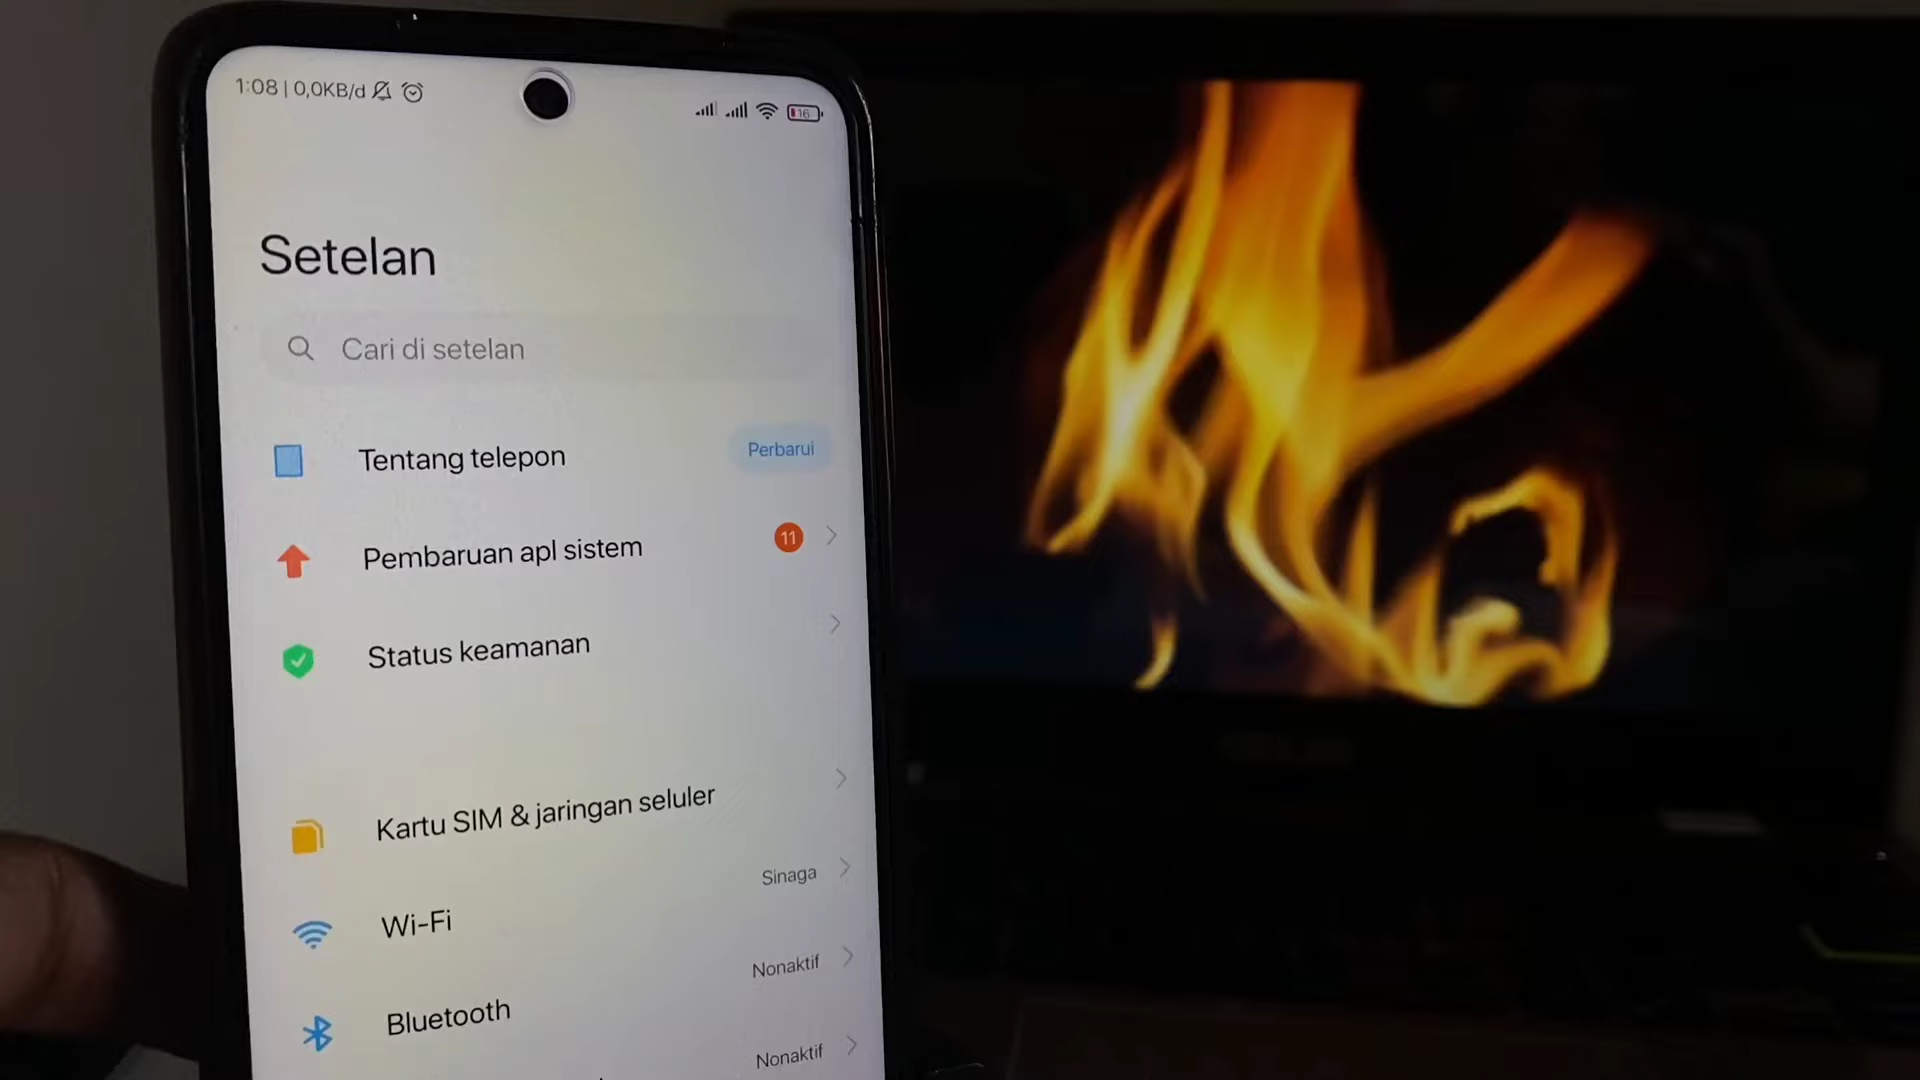 1:08 | 0,0KB/d
16
Setelan
Cari di setelan
Tentang telepon
Perbarui
Pembaruan apl sistem
11
Status keamanan
Kartu SIM & jaringan seluler
Wi-Fi
Sinaga
Bluetooth
Nonaktif
Nonaktif